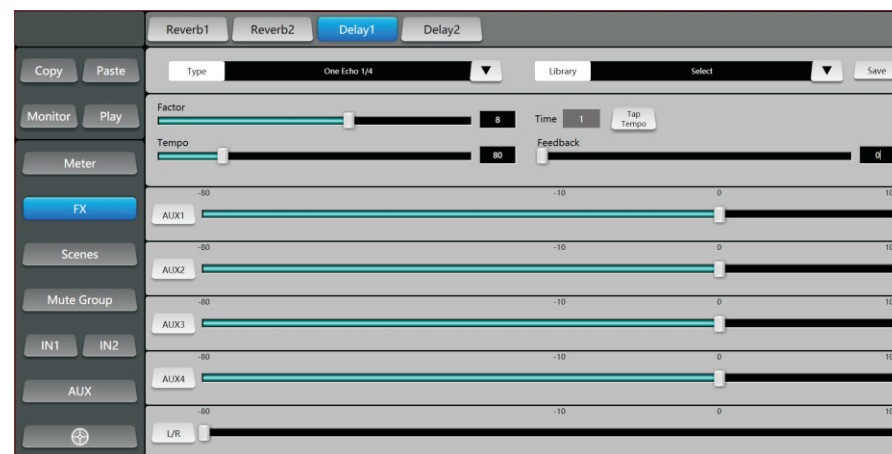 Reverb1 Reverb2 Delay1 Delay2
Copy Paste
Type One Echo 1/4 Library Select Save
Monitor Play
Factor 8 Time 1 Tap Tempo
Tempo 80 Feedback 0
Meter
FX
-80 -10 0 10
AUX1
Scenes
-80 -10 0 10
AUX2
Mute Group
-80 -10 0 10
AUX3
IN1 IN2
-80 -10 0 10
AUX4
AUX
-80 -10 0 10
L/R